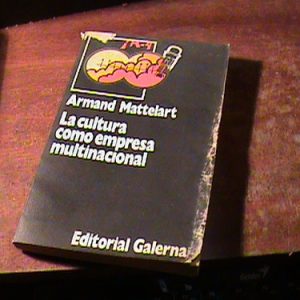 Armand Mattelart
La cultura
como empresa
multinacional
Editorial Galerna